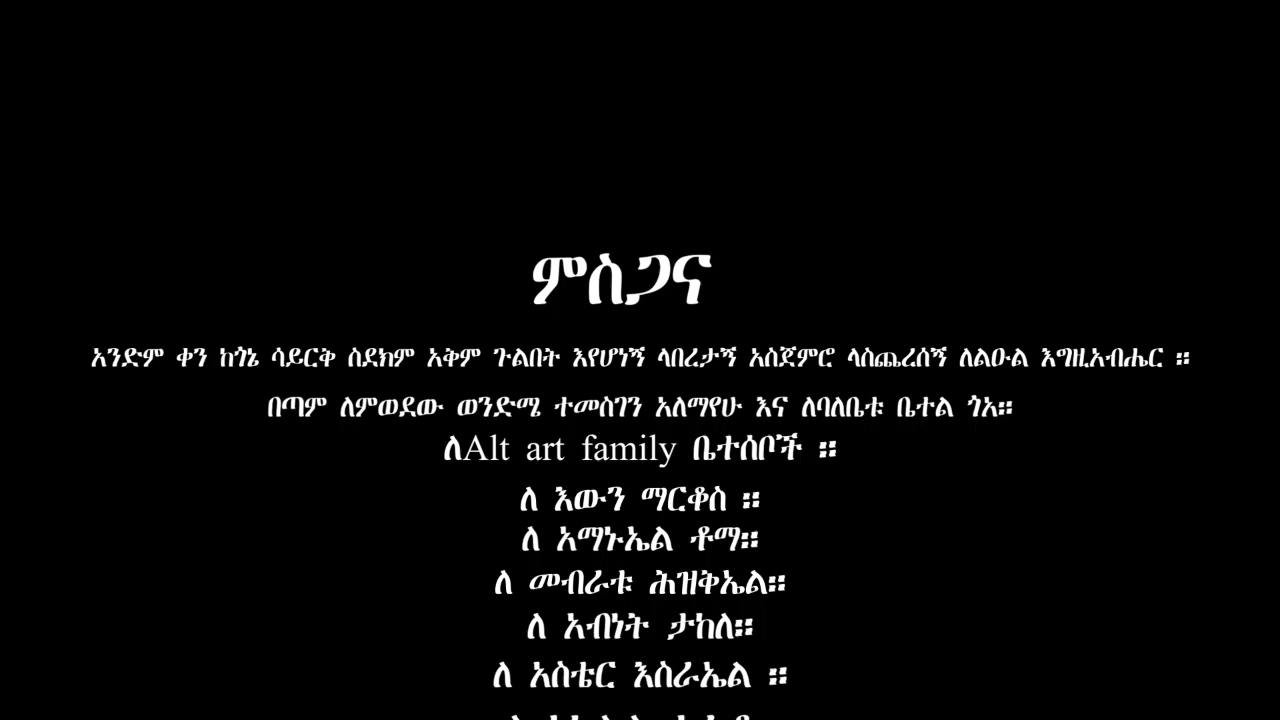 ምስጋና
አንድም ቀን ከጎኔ ሳይርቅ ስደክም አቅም ጉልበት እየሆነኝ ላበረታኝ አስጀምሮ ላስጨረሰኝ ለልዑል እግዚአብሔር ።
በጣም ለምወደው ወንድሜ ተመስገን አለማየሁ እና ለባለቤቱ ቤተል ጎአ።
ለAlt art family ቤተሰቦች ።
ለ እውን ማርቆስ ።
ለ አማኑኤል ቶማ።
ለ መብራቱ ሕዝቅኤል።
ለ አብነት ታከለ።
ለ አስቴር እስራኤል ።